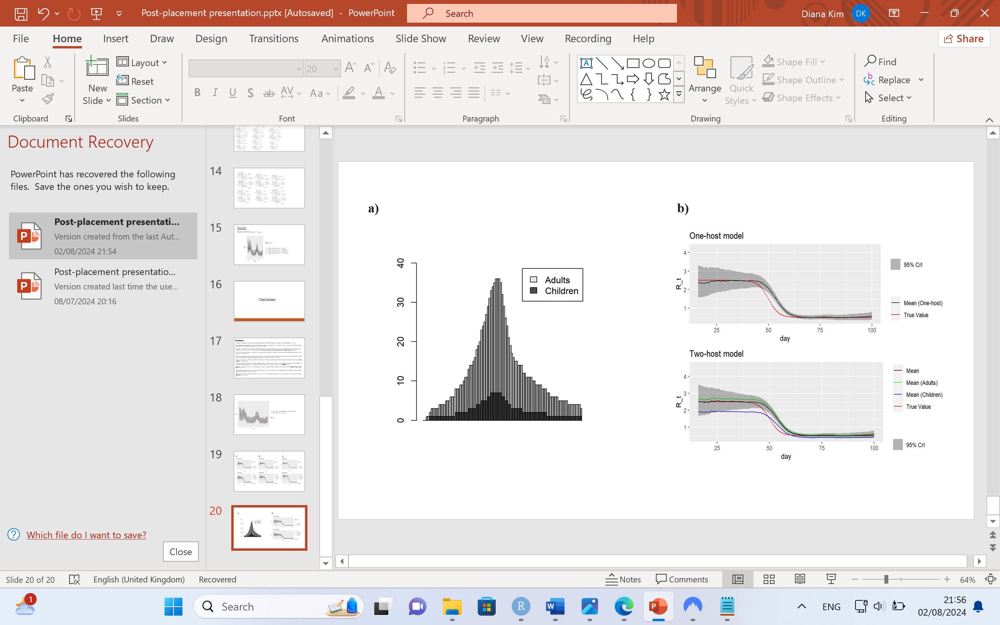 Post-placement presentation.pptx [Autosaved] - PowerPoint
Search
Diana Kim
DK
File
Home
Insert
Draw
Design
Transitions
Animations
Slide Show
Review
View
Recording
Help
Share
Paste
Clipboard
New Slide
Layout
Reset
Section
Slides
20
Font
Paragraph
Arrange
Quick Styles
Shape Fill
Shape Outline
Shape Effects
Drawing
Find
Replace
Select
Editing
Document Recovery
PowerPoint has recovered the following
files. Save the ones you wish to keep.
Post-placement presentati...
Version created from the last Aut...
02/08/2024 21:54
Post-placement presentatio...
Version created last time the use...
08/07/2024 20:16
Which file do I want to save?
Close
14
15
Results
16
Conclusions
17
18
19
20
a)
40
30
20
10
0
Adults
Children
b)
One-host model
R_t
4
3
2
1
25
50
75
100
day
95% CrI
Mean (One-host)
True Value
Two-host model
R_t
4
3
2
1
25
50
75
100
day
Mean
Mean (Adults)
Mean (Children)
True Value
95% CrI
Slide 20 of 20
English (United Kingdom)
Recovered
Notes
Comments
64%
1
Search
ENG
21:56
02/08/2024